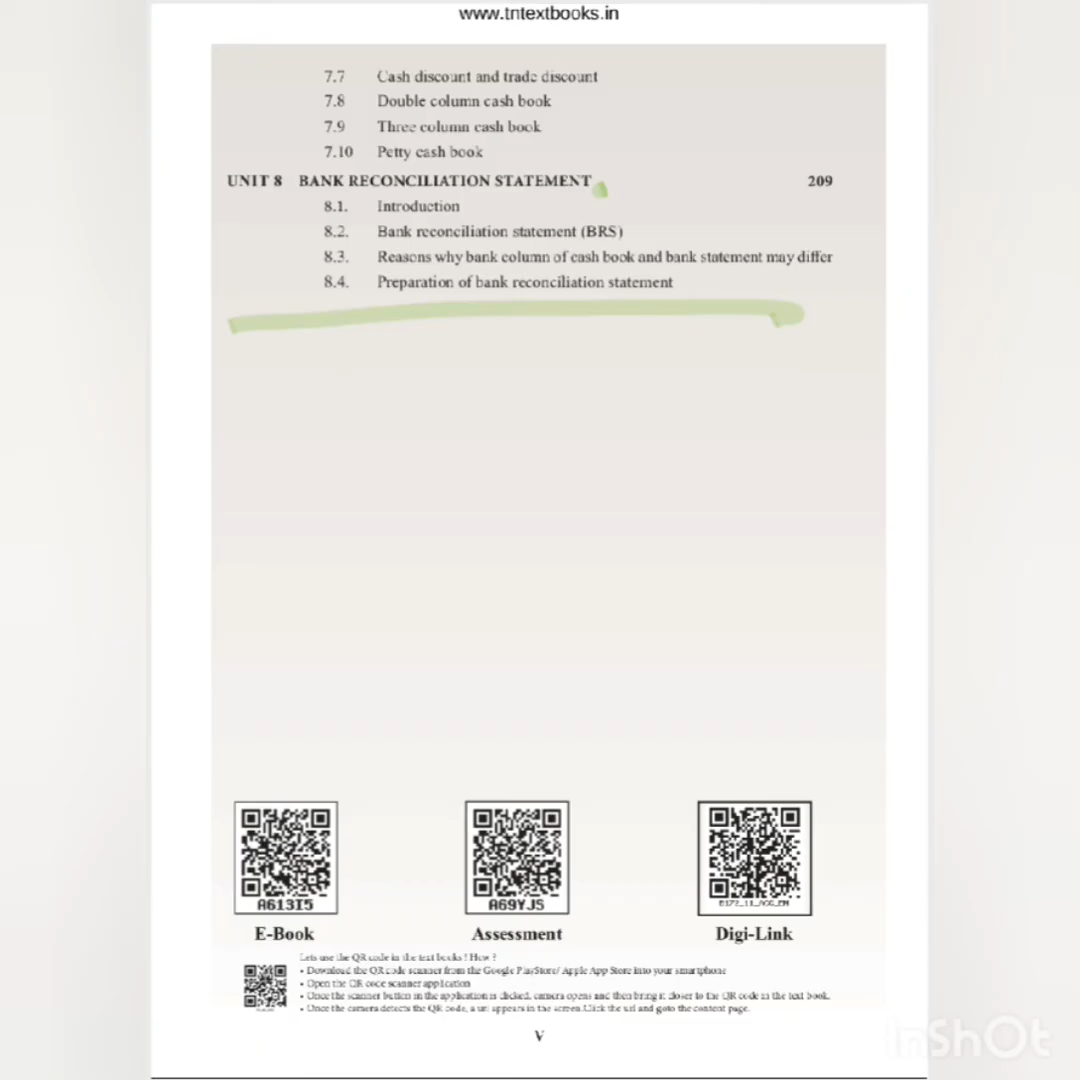 www.tntextbooks.in
7.7 Cash discount and trade discount
7.8 Double column cash book
7.9 Three column cash book
7.10 Petty cash book
UNIT 8 BANK RECONCILIATION STATEMENT 209
8.1. Introduction
8.2. Bank reconciliation statement (BRS)
8.3. Reasons why bank column of cash book and bank statement may differ
8.4. Preparation of bank reconciliation statement
A613I5 A69YJ5
E-Book Assessment Digi-Link
Lets use the QR code in the text books ! How ?
• Download the QR code scanner from the Google PlayStore/ Apple App Store into your smartphone
• Open the QR code scanner application
• Once the scanner button in the application is clicked, camera opens and then bring it closer to the QR code in the text book.
• Once the camera detects the QR code, a url appears in the screen.Click the url and goto the content page.
V
InShOt